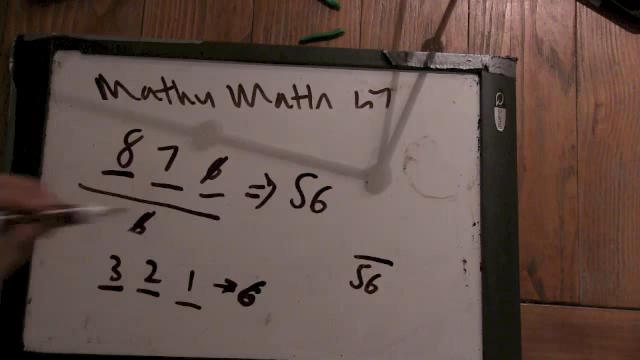 Mathy Math 47
8 7 6 => 56
6
3 2 1 → 6
56